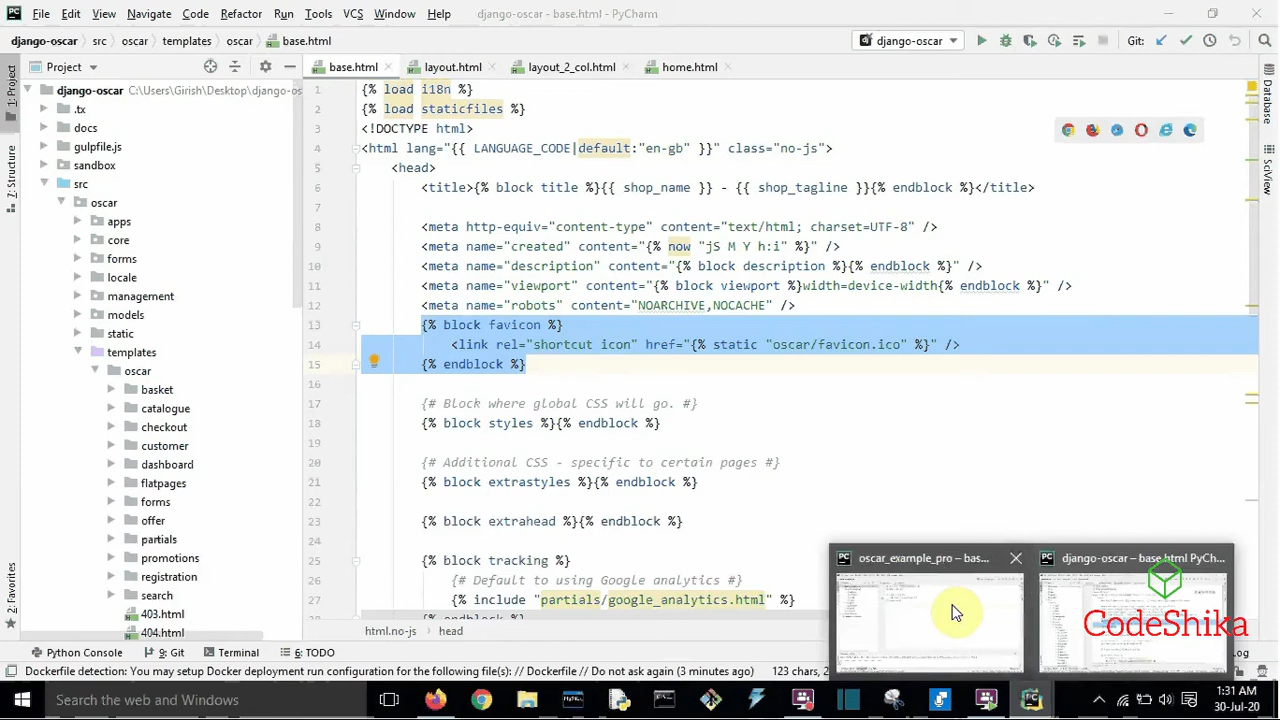 File Edit View Navigate Code Refactor Run Tools VCS Window Help django-oscar - base.html - PyCharm
django-oscar src oscar templates oscar base.html django-oscar Git:
Project base.html layout.html layout_2_col.html home.html
1: Project
7: Structure
2: Favorites
Database
SciView
django-oscar C:\Users\Girish\Desktop\django-os
.tx
docs
gulpfile.js
sandbox
src
oscar
apps
core
forms
locale
management
models
static
templates
oscar
basket
catalogue
checkout
customer
dashboard
flatpages
forms
offer
partials
promotions
registration
search
403.html
404.html
1 {% load i18n %}
2 {% load staticfiles %}
3 <!DOCTYPE html>
4 <html lang="{{ LANGUAGE_CODE|default:"en-gb" }}" class="no-js">
5 <head>
6 <title>{% block title %}{{ shop_name }} - {{ shop_tagline }}{% endblock %}</title>
7
8 <meta http-equiv="content-type" content="text/html; charset=UTF-8" />
9 <meta name="created" content="{% now "jS M Y h:i" %}" />
10 <meta name="description" content="{% block description %}{% endblock %}" />
11 <meta name="viewport" content="{% block viewport %}width=device-width{% endblock %}" />
12 <meta name="robots" content="NOARCHIVE,NOCACHE" />
13 {% block favicon %}
14 <link rel="shortcut icon" href="{% static "oscar/favicon.ico" %}" />
15 {% endblock %}
16
17 {# Block where global CSS will go. #}
18 {% block styles %}{% endblock %}
19
20 {# Additional CSS - specific to certain pages #}
21 {% block extrastyles %}{% endblock %}
22
23 {% block extrahead %}{% endblock %}
24
25 {% block tracking %}
26 {# Default to using Google analytics #}
27 {% include "partials/google_analytics.html" %}
html.no-js head
oscar_example_pro – bas... django-oscar – base.html PyCh...
CodeShika
Python Console 9: Git Terminal 6: TODO
Dockerfile detection: You may setup Docker deployment run configuration for the following file(s):// Dockerfile // Do not ask again (3 minutes ago) 123 chars,
Search the web and Windows
1:31 AM
30-Jul-20